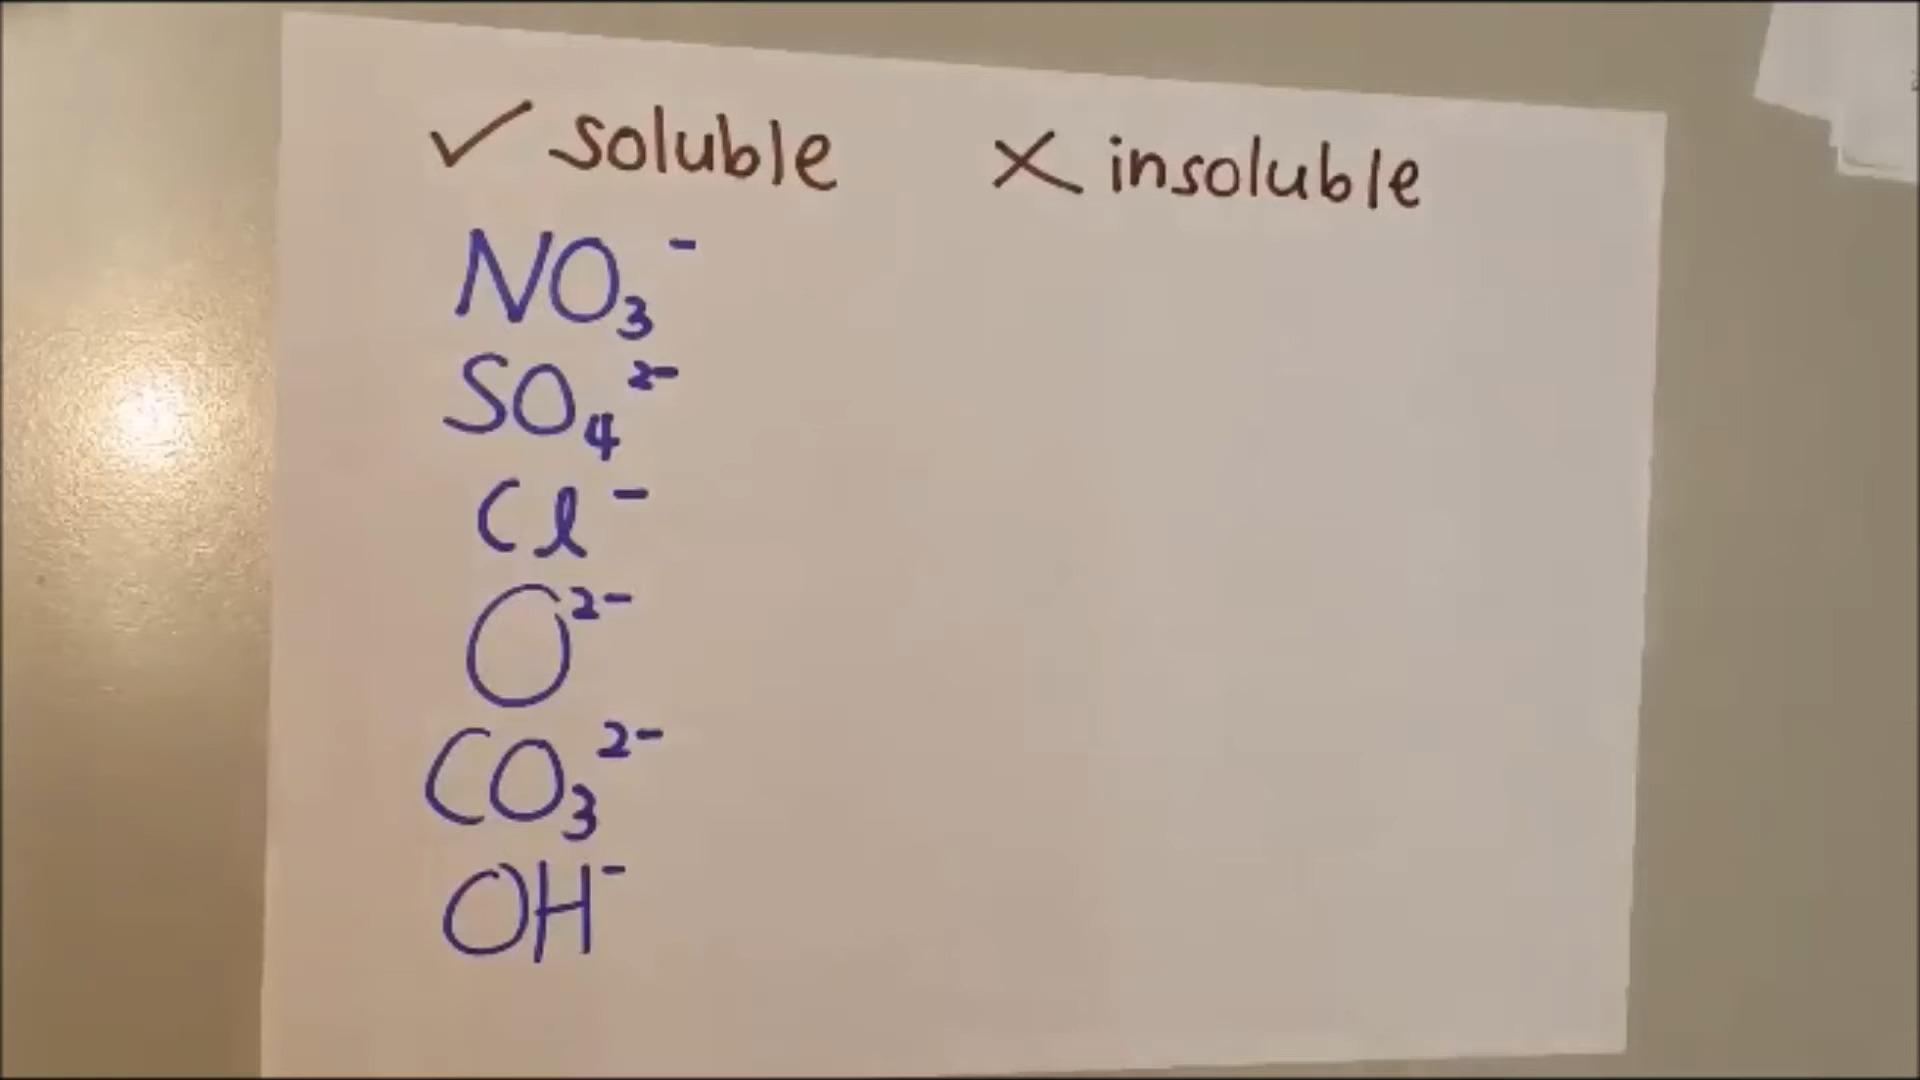 ✓ soluble X insoluble
NO₃⁻
SO₄²⁻
Cl⁻
O²⁻
CO₃²⁻
OH⁻